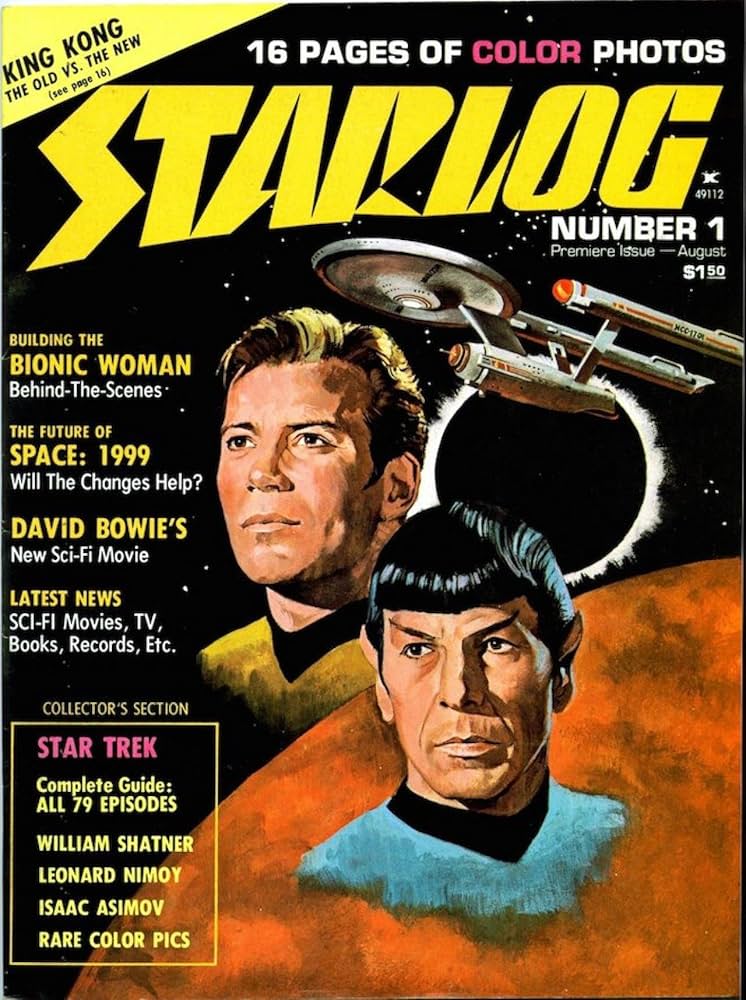 KING KONG
THE OLD VS. THE NEW
(see page 16)
16 PAGES OF COLOR PHOTOS
STARLOG
49112
NUMBER 1
Premiere Issue — August
$1.50
BUILDING THE
BIONIC WOMAN
Behind-The-Scenes
THE FUTURE OF
SPACE: 1999
Will The Changes Help?
DAVID BOWIE'S
New Sci-Fi Movie
LATEST NEWS
SCI-FI Movies, TV,
Books, Records, Etc.
COLLECTOR'S SECTION
STAR TREK
Complete Guide:
ALL 79 EPISODES
WILLIAM SHATNER
LEONARD NIMOY
ISAAC ASIMOV
RARE COLOR PICS
NCC-1701